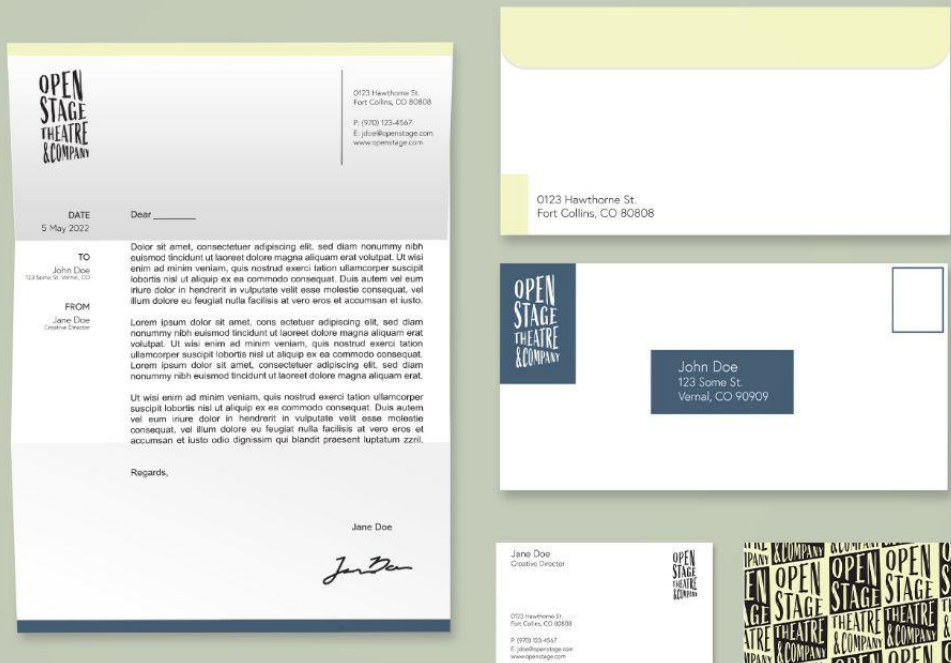 OPEN
STAGE
THEATRE
&COMPANY
0123 Hawthorne St.
Fort Collins, CO 80808
P: (970) 123-4567
E: jdoe@openstage.com
www.openstage.com
DATE
5 May 2022
TO
John Doe
123 Some St. Vernal, CO
FROM
Jane Doe
Creative Director
Dear
Dolor sit amet, consectetuer adipiscing elit, sed diam nonummy nibh
euismod tincidunt ut laoreet dolore magna aliquam erat volutpat. Ut wisi
enim ad minim veniam, quis nostrud exerci tation ullamcorper suscipit
lobortis nisl ut aliquip ex ea commodo consequat. Duis autem vel eum
iriure dolor in hendrerit in vulputate velit esse molestie consequat, vel
illum dolore eu feugiat nulla facilisis at vero eros et accumsan et iusto.
Lorem ipsum dolor sit amet, cons ectetuer adipiscing elit, sed diam
nonummy nibh euismod tincidunt ut laoreet dolore magna aliquam erat
volutpat. Ut wisi enim ad minim veniam, quis nostrud exerci tation
ullamcorper suscipit lobortis nisl ut aliquip ex ea commodo consequat.
Lorem ipsum dolor sit amet, consectetuer adipiscing elit, sed diam
nonummy nibh euismod tincidunt ut laoreet dolore magna aliquam erat.
Ut wisi enim ad minim veniam, quis nostrud exerci tation ullamcorper
suscipit lobortis nisl ut aliquip ex ea commodo consequat. Duis autem
vel eum iriure dolor in hendrerit in vulputate velit esse molestie
consequat, vel illum dolore eu feugiat nulla facilisis at vero eros et
accumsan et iusto odio dignissim qui blandit praesent luptatum zzril.
Regards,
Jane Doe
0123 Hawthorne St.
Fort Collins, CO 80808
OPEN
STAGE
THEATRE
&COMPANY
John Doe
123 Some St.
Vernal, CO 90909
Jane Doe
Creative Director
OPEN
STAGE
THEATRE
&COMPANY
0123 Hawthorne St.
Fort Collins, CO 80808
P: (970) 123-4567
E: jdoe@openstage.com
www.openstage.com
&COMPANY
OPEN
STAGE
THEATRE
OPEN
STAGE
THEATRE
&COMPANY
OPEN
STAGE
THEATRE
&COMPANY
OPEN